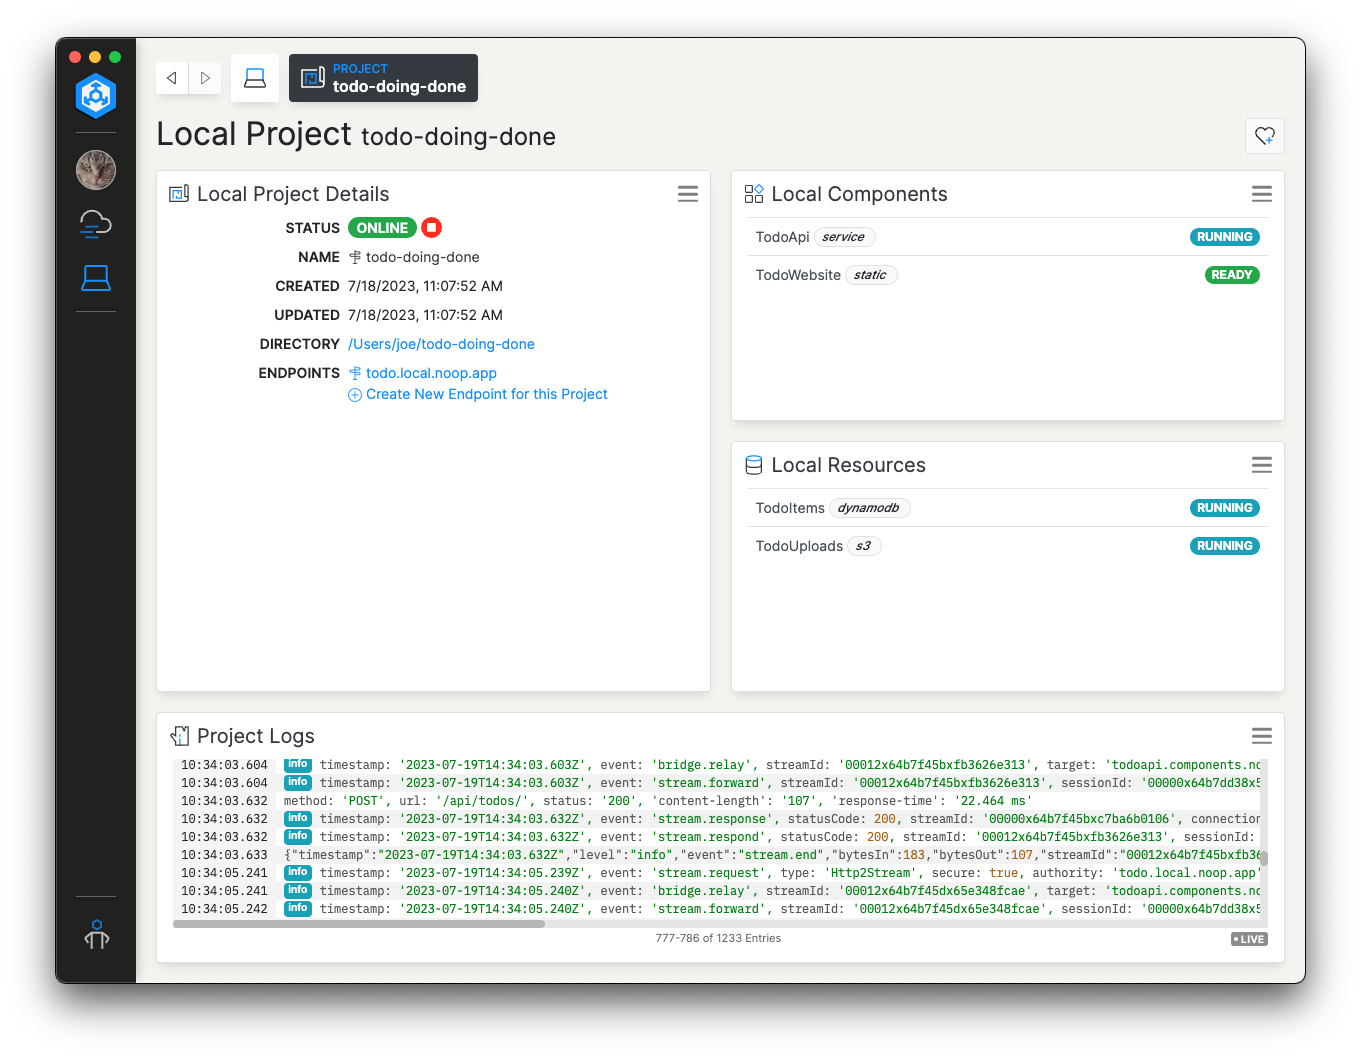 PROJECT
todo-doing-done
Local Project todo-doing-done
Local Project Details
STATUS ONLINE
NAME todo-doing-done
CREATED 7/18/2023, 11:07:52 AM
UPDATED 7/18/2023, 11:07:52 AM
DIRECTORY /Users/joe/todo-doing-done
ENDPOINTS todo.local.noop.app
Create New Endpoint for this Project
Local Components
TodoApi service RUNNING
TodoWebsite static READY
Local Resources
TodoItems dynamodb RUNNING
TodoUploads s3 RUNNING
Project Logs
10:34:03.604 info timestamp: '2023-07-19T14:34:03.603Z', event: 'bridge.relay', streamId: '00012x64b7f45bxfb3626e313', target: 'todoapi.components.no
10:34:03.604 info timestamp: '2023-07-19T14:34:03.603Z', event: 'stream.forward', streamId: '00012x64b7f45bxfb3626e313', sessionId: '00000x64b7dd38x5
10:34:03.632 method: 'POST', url: '/api/todos/', status: '200', 'content-length': '107', 'response-time': '22.464 ms'
10:34:03.632 info timestamp: '2023-07-19T14:34:03.632Z', event: 'stream.response', statusCode: 200, streamId: '00000x64b7f45bxc7ba6b0106', connection
10:34:03.632 info timestamp: '2023-07-19T14:34:03.632Z', event: 'stream.respond', statusCode: 200, streamId: '00012x64b7f45bxfb3626e313', sessionId:
10:34:03.633 {"timestamp":"2023-07-19T14:34:03.632Z","level":"info","event":"stream.end","bytesIn":183,"bytesOut":107,"streamId":"00012x64b7f45bxfb36
10:34:05.241 info timestamp: '2023-07-19T14:34:05.239Z', event: 'stream.request', type: 'Http2Stream', secure: true, authority: 'todo.local.noop.app'
10:34:05.241 info timestamp: '2023-07-19T14:34:05.240Z', event: 'bridge.relay', streamId: '00012x64b7f45dx65e348fcae', target: 'todoapi.components.no
10:34:05.242 info timestamp: '2023-07-19T14:34:05.240Z', event: 'stream.forward', streamId: '00012x64b7f45dx65e348fcae', sessionId: '00000x64b7dd38x5
777-786 of 1233 Entries
• LIVE